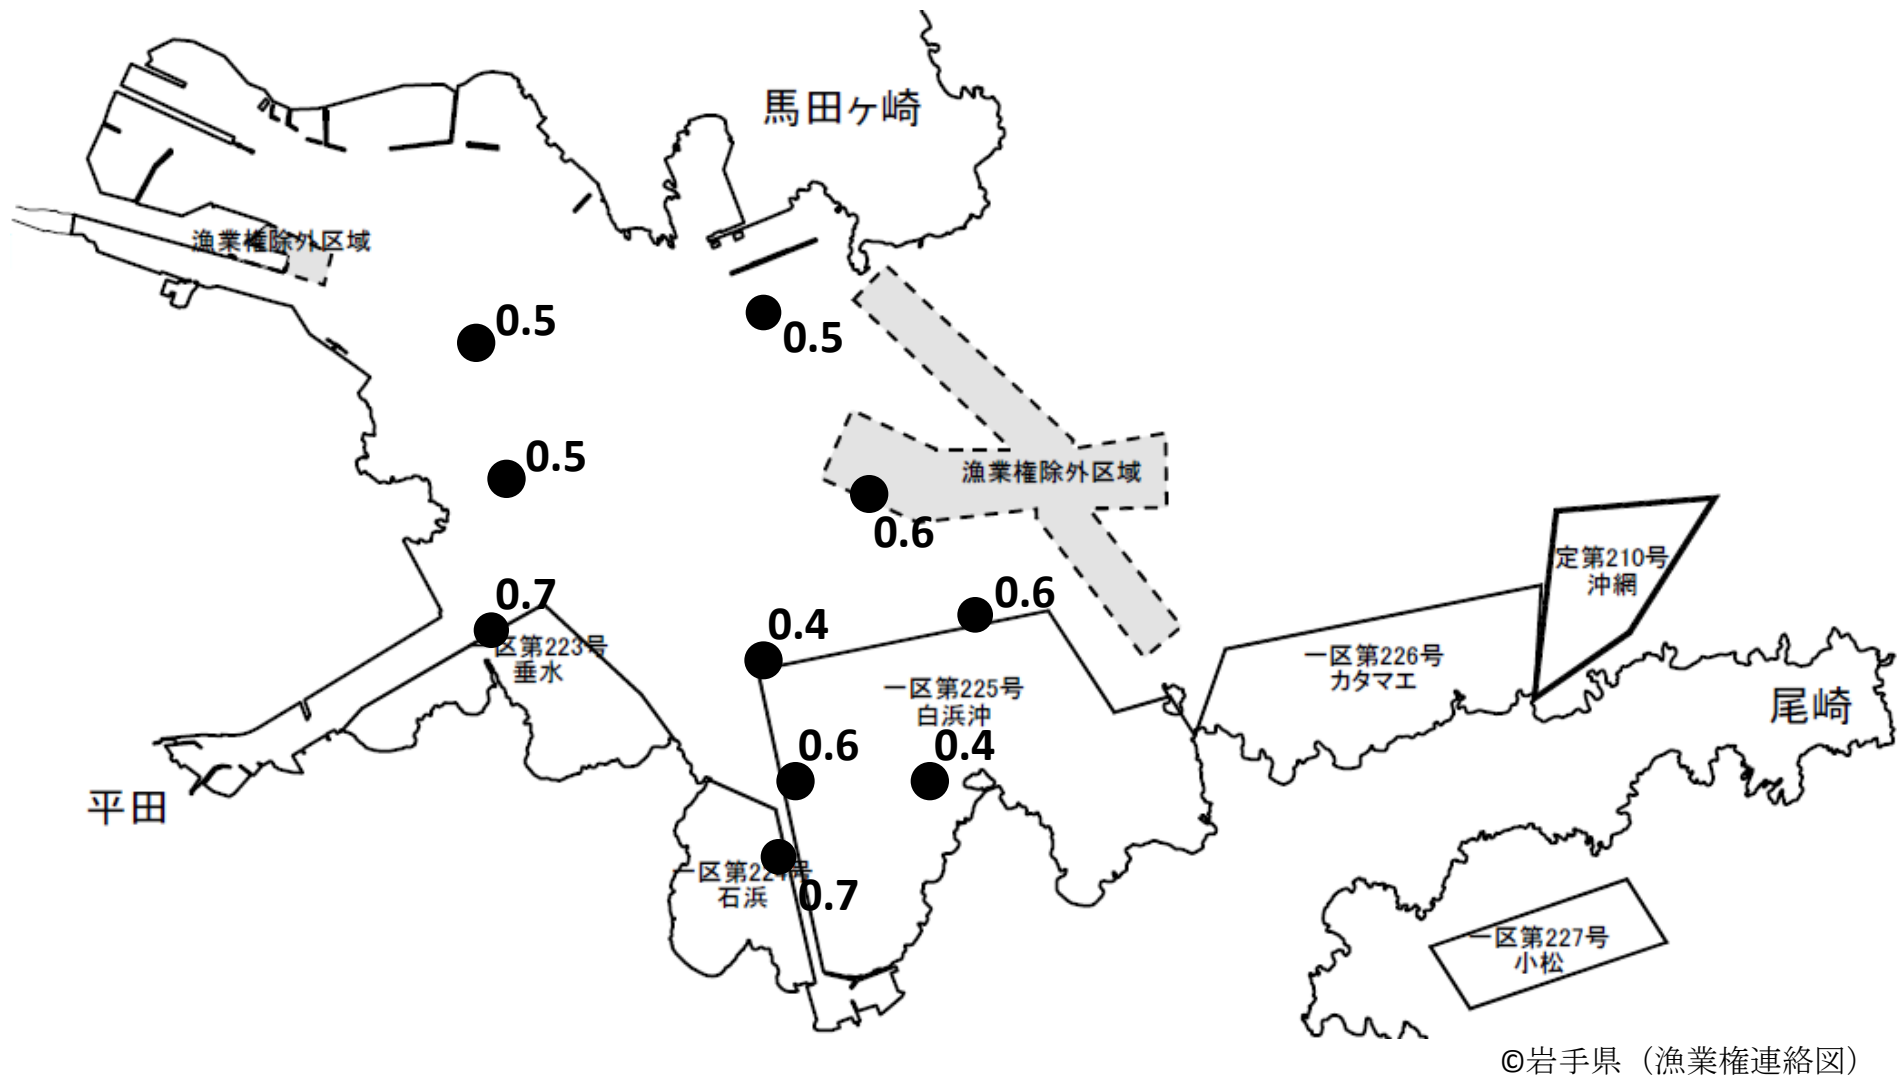 馬田ヶ崎
漁業権除外区域
0.5
0.5
0.5
漁業権除外区域
0.6
定第210号
沖網
0.7
0.6
0.4
一区第223号
垂水
一区第226号
カタマエ
一区第225号
白浜沖
尾崎
0.6
0.4
平田
一区第224号
石浜
0.7
一区第227号
小松
©岩手県（漁業権連絡図）